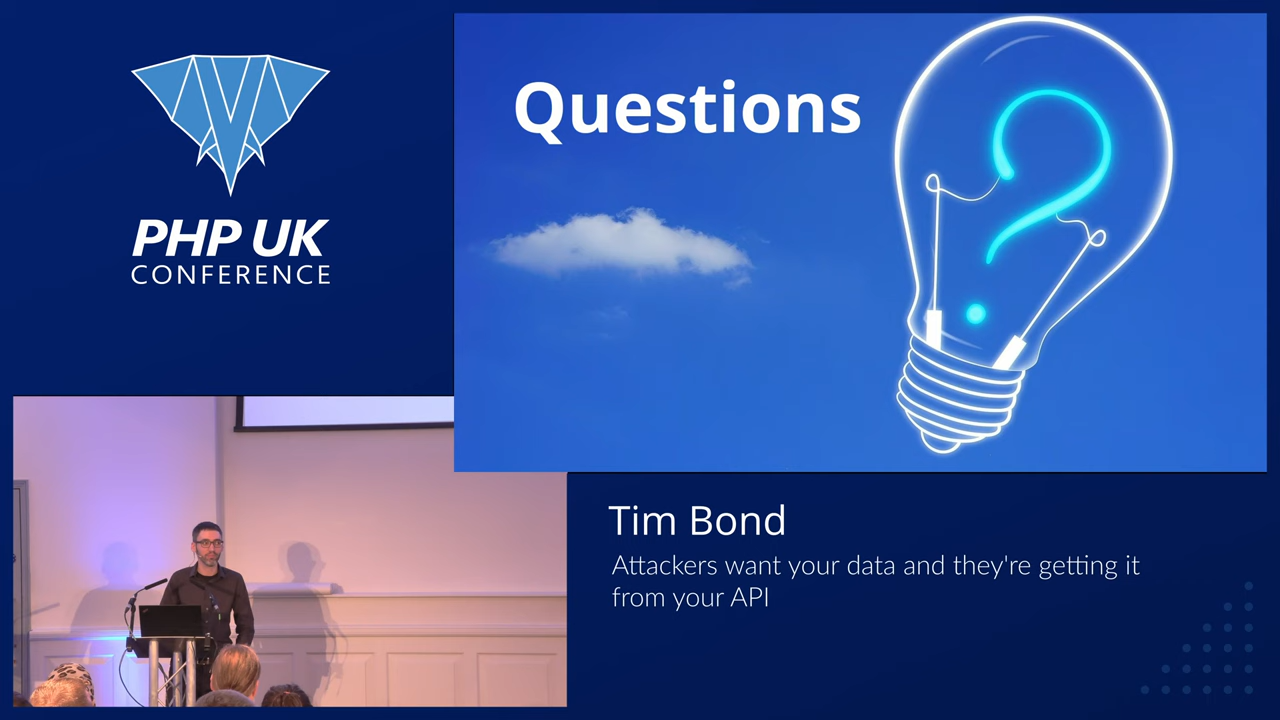 PHP UK
CONFERENCE
Questions
Tim Bond
Attackers want your data and they're getting it
from your API